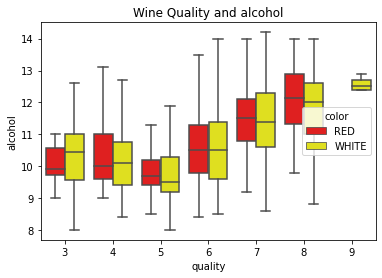 Wine Quality and alcohol
14
13
12
11
10
9
8
alcohol
color
RED
WHITE
3 4 5 6 7 8 9
quality